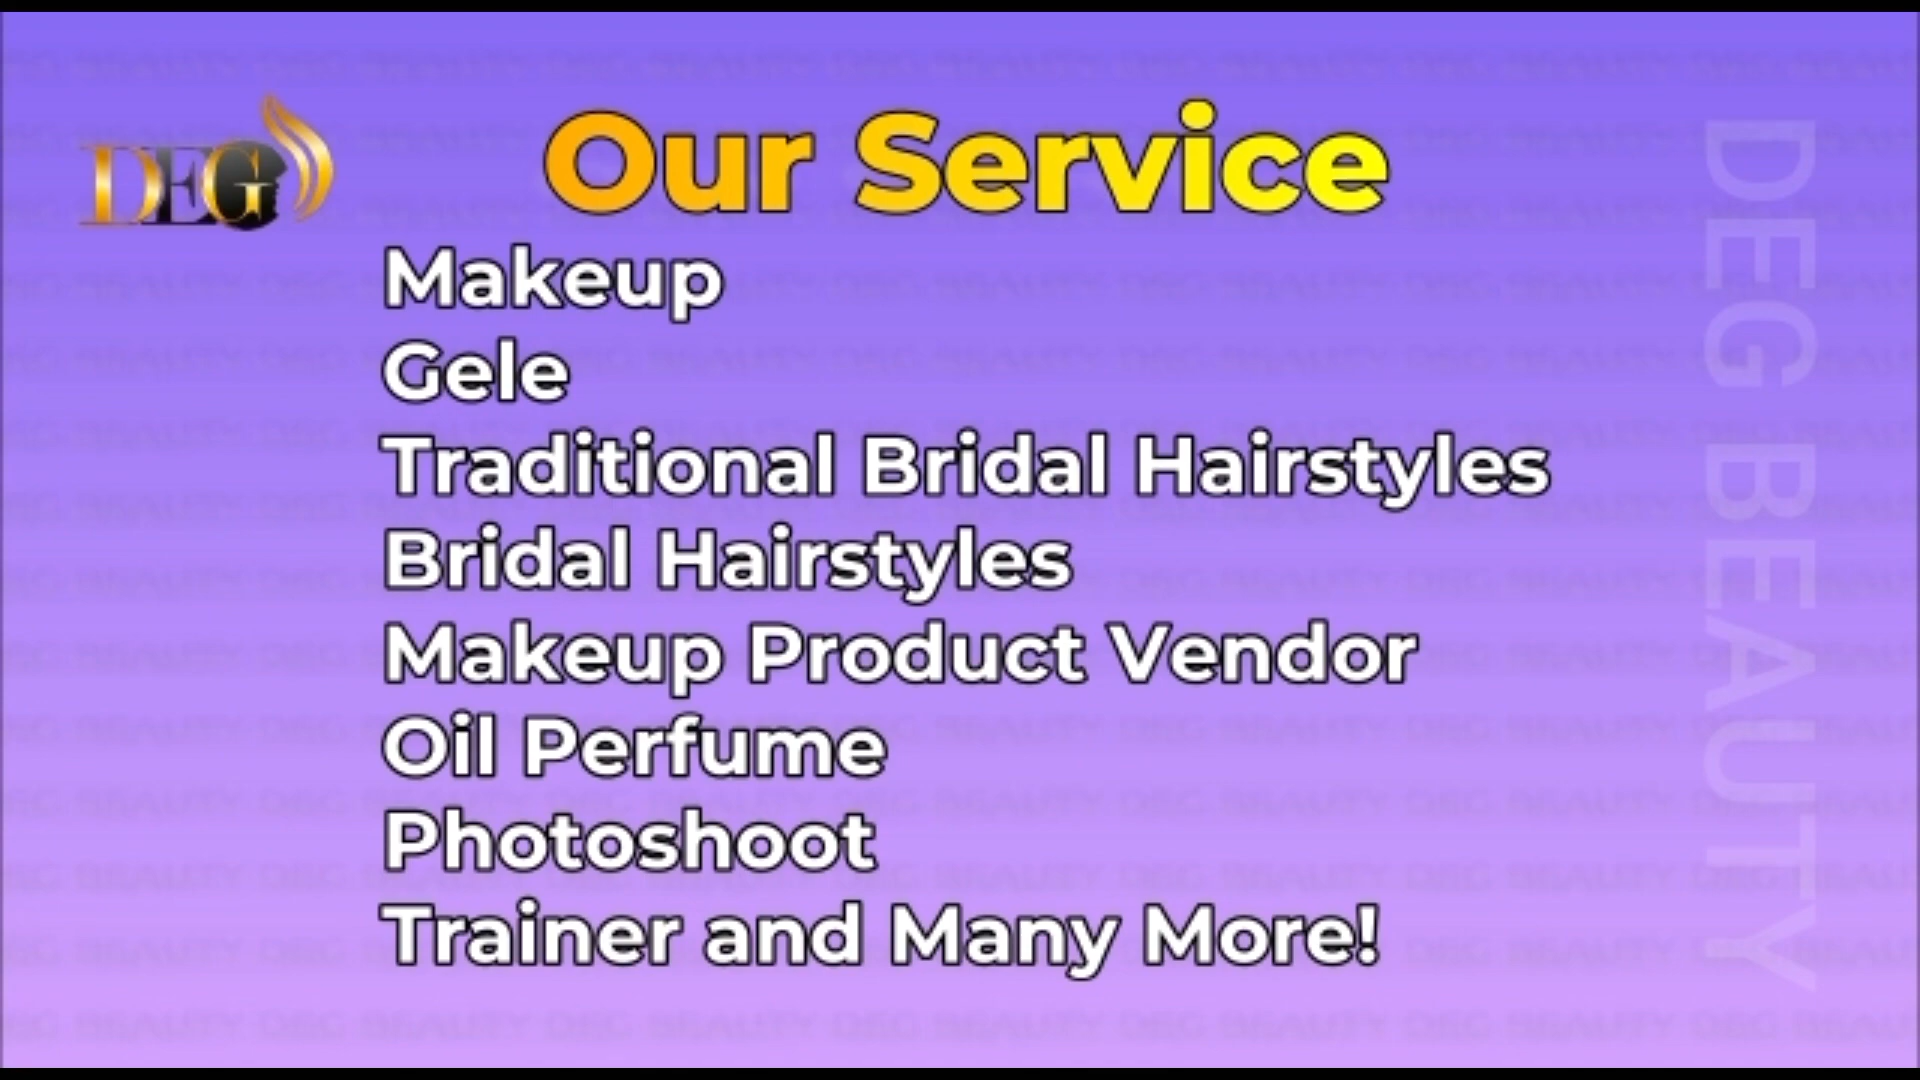 DEG
Our Service
Makeup
Gele
Traditional Bridal Hairstyles
Bridal Hairstyles
Makeup Product Vendor
Oil Perfume
Photoshoot
Trainer and Many More!
DEG BEAUTY